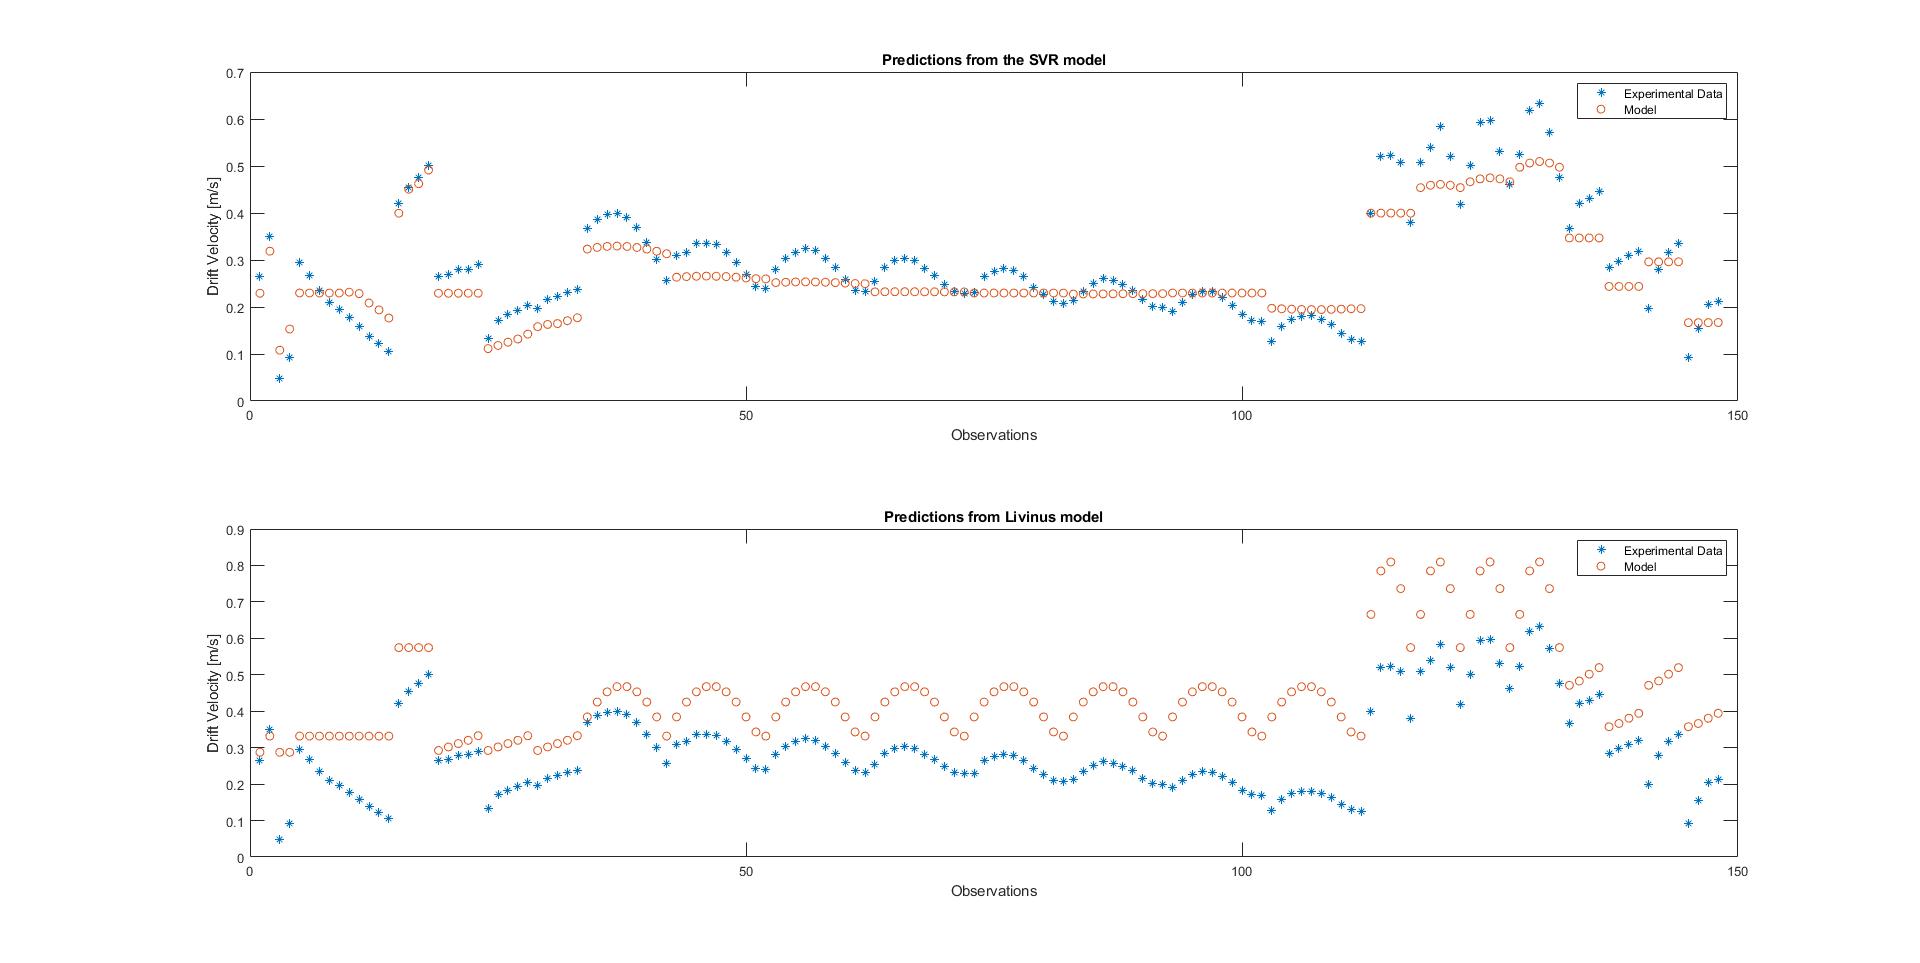 Predictions from the SVR model
0.7
0.6
0.5
0.4
0.3
0.2
0.1
0
Drift Velocity [m/s]
Experimental Data
Model
0
50
100
150
Observations
Predictions from Livinus model
0.9
0.8
0.7
0.6
0.5
0.4
0.3
0.2
0.1
0
Drift Velocity [m/s]
Experimental Data
Model
0
50
100
150
Observations